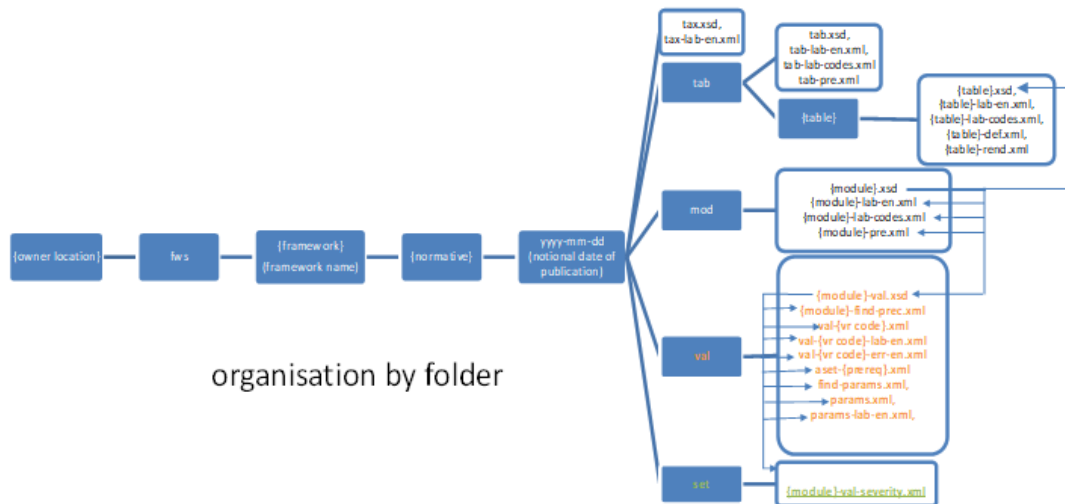 tax.xsd,
tax-lab-en.xml
tab
tab.xsd,
tab-lab-en.xml,
tab-lab-codes.xml
tab-pre.xml
{table}
{table}.xsd,
{table}-lab-en.xml,
{table}-lab-codes.xml,
{table}-def.xml,
{table}-rend.xml
mod
{module}.xsd
{module}-lab-en.xml
{module}-lab-codes.xml
{module}-pre.xml
{owner location}
fws
{framework}
(framework name)
{normative}
yyyy-mm-dd
(notional date of
publication)
val
{module}-val.xsd
{module}-find-prec.xml
val-{vr code}.xml
val-{vr code}-lab-en.xml
val-{vr code}-err-en.xml
aset-{prereq}.xml
find-params.xml,
params.xml,
params-lab-en.xml,
organisation by folder
set
{module}-val-severity.xml